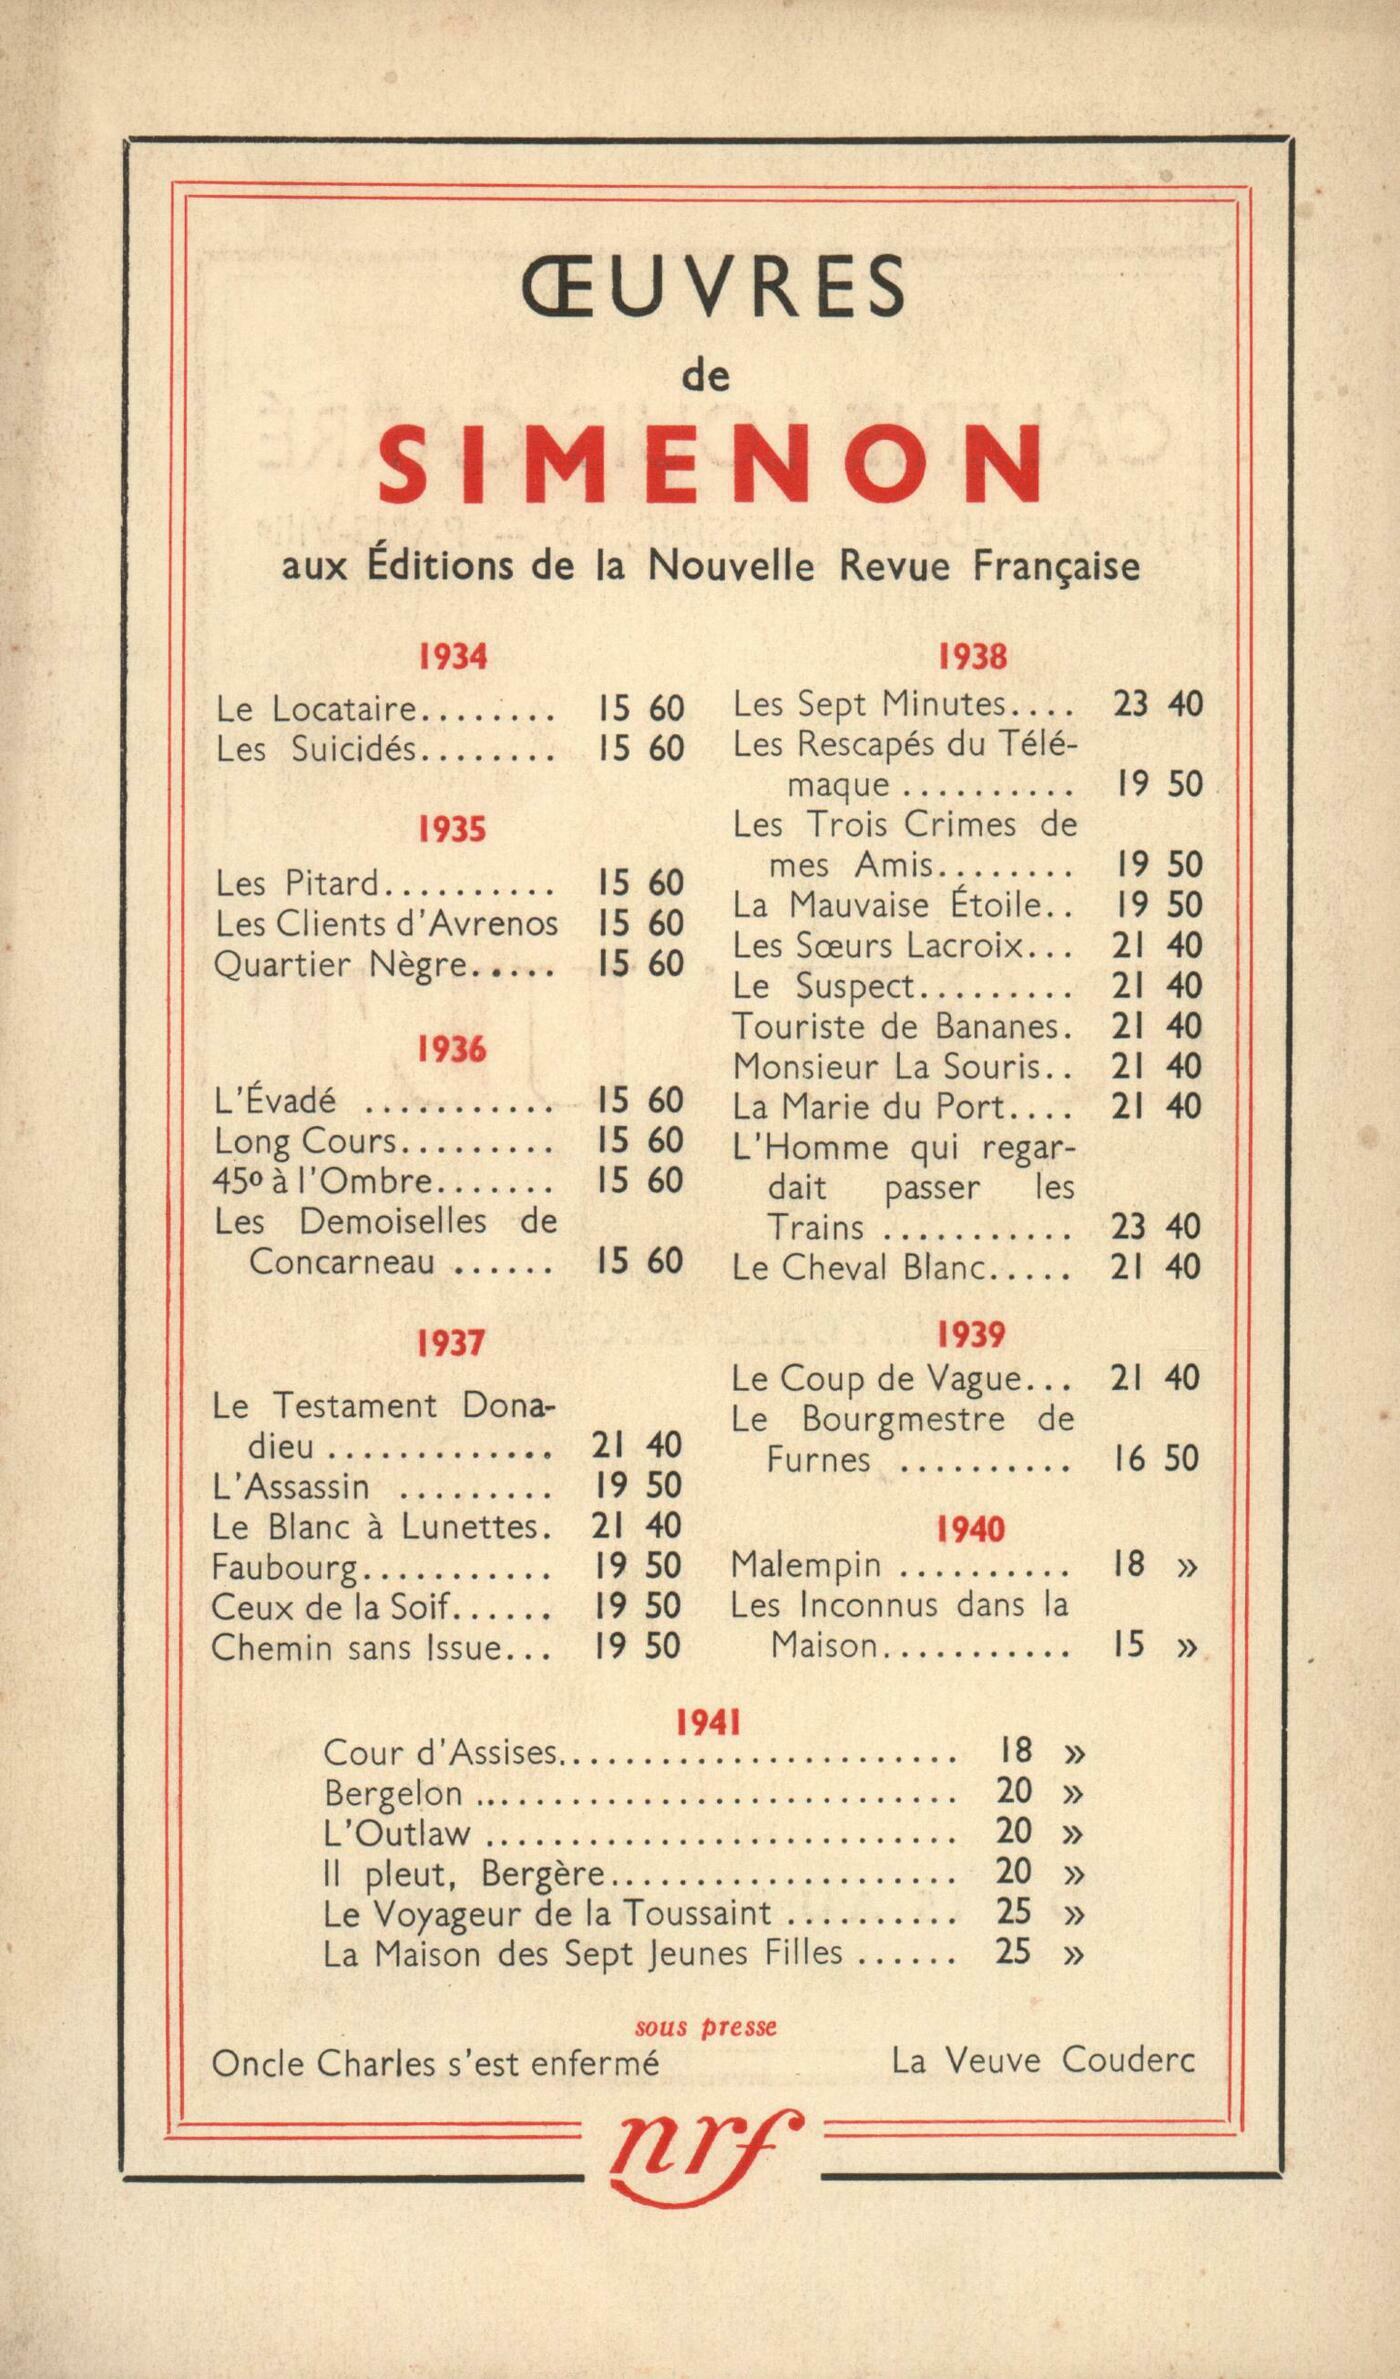 ŒUVRES
de
SIMENON
aux Éditions de la Nouvelle Revue Française
1934
Le Locataire........ 15 60
Les Suicidés........ 15 60
1935
Les Pitard.......... 15 60
Les Clients d'Avrenos 15 60
Quartier Nègre..... 15 60
1936
L'Évadé ........... 15 60
Long Cours......... 15 60
45º à l'Ombre....... 15 60
Les Demoiselles de
Concarneau ...... 15 60
1937
Le Testament Dona-
dieu ............. 21 40
L'Assassin ......... 19 50
Le Blanc à Lunettes. 21 40
Faubourg........... 19 50
Ceux de la Soif...... 19 50
Chemin sans Issue... 19 50
1938
Les Sept Minutes.... 23 40
Les Rescapés du Télé-
maque .......... 19 50
Les Trois Crimes de
mes Amis........ 19 50
La Mauvaise Étoile.. 19 50
Les Sœurs Lacroix... 21 40
Le Suspect......... 21 40
Touriste de Bananes. 21 40
Monsieur La Souris.. 21 40
La Marie du Port.... 21 40
L'Homme qui regar-
dait passer les
Trains ........... 23 40
Le Cheval Blanc..... 21 40
1939
Le Coup de Vague... 21 40
Le Bourgmestre de
Furnes .......... 16 50
1940
Malempin .......... 18 »
Les Inconnus dans la
Maison........... 15 »
1941
Cour d'Assises........................ 18 »
Bergelon ............................. 20 »
L'Outlaw ............................ 20 »
Il pleut, Bergère..................... 20 »
Le Voyageur de la Toussaint .......... 25 »
La Maison des Sept Jeunes Filles ...... 25 »
sous presse
Oncle Charles s'est enfermé La Veuve Couderc
nrf